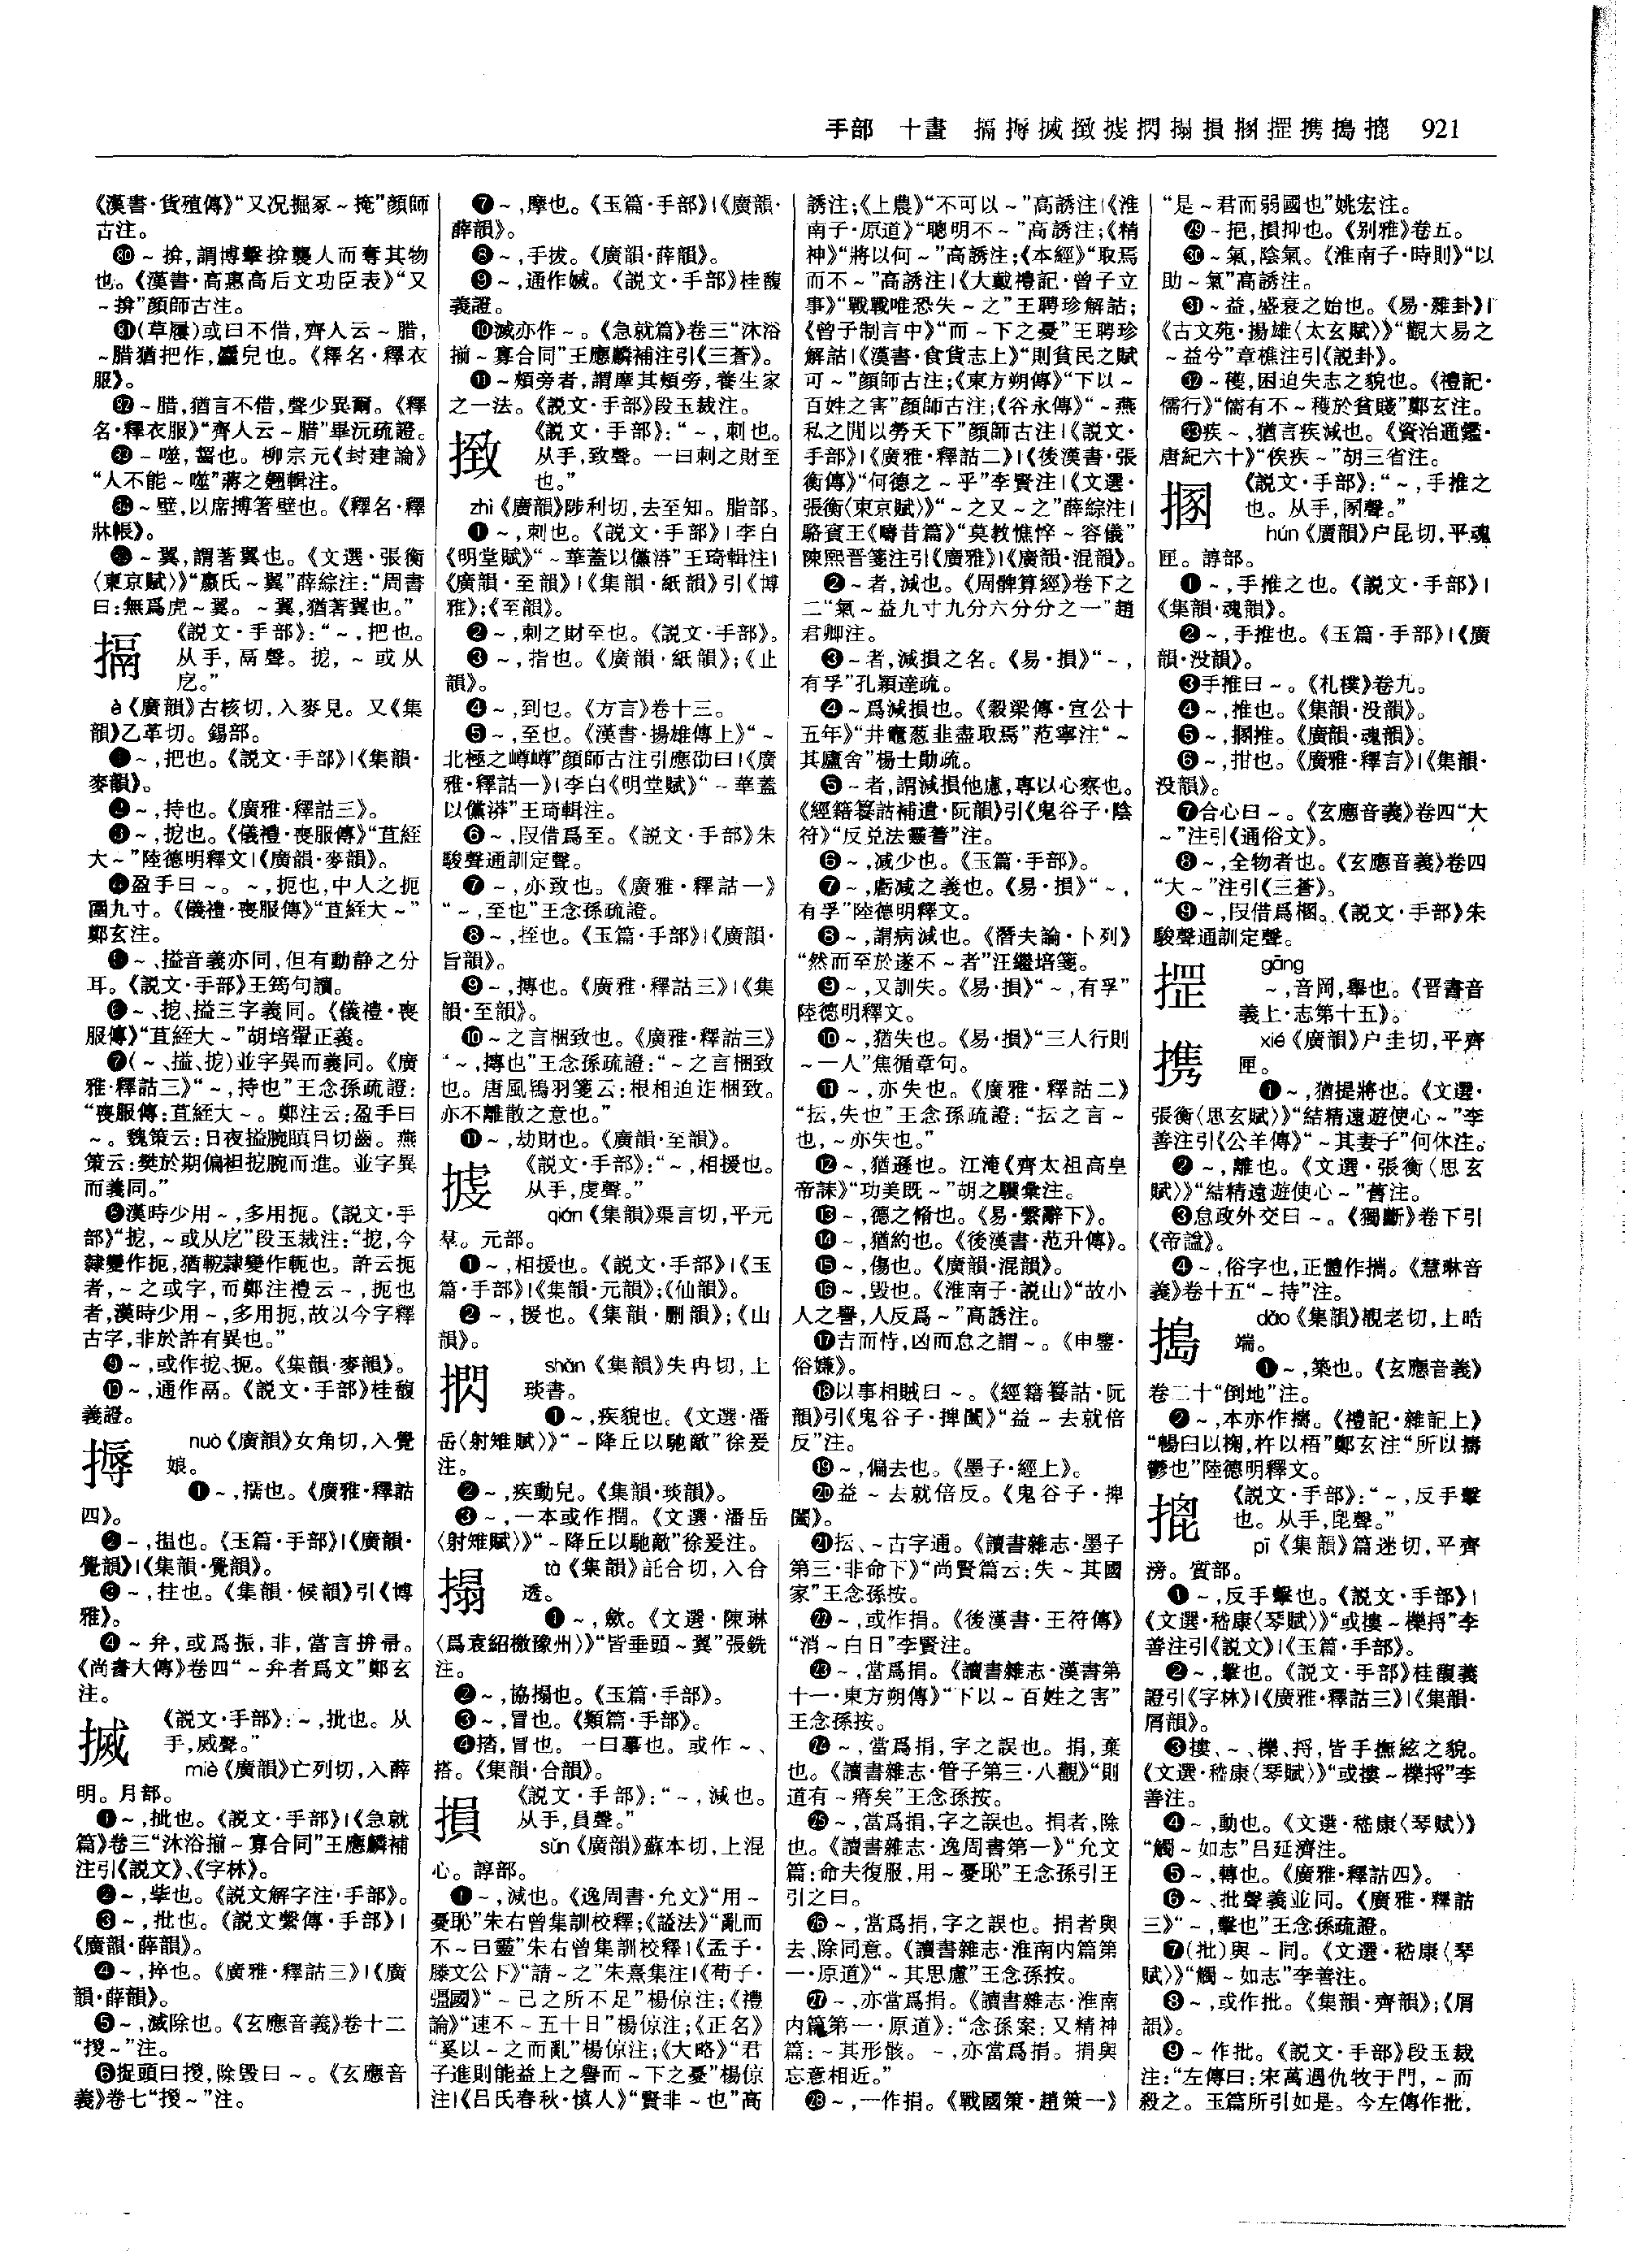 手部　十畫　搹搙搣㨖㨷㨛搨損㨡摆携搗㨽　921
《漢書·貨殖傳》“又況掘冢～掩”顏師
古注。
㉚～揜，謂搏擊揜襲人而奪其物
也。《漢書·高惠高后文功臣表》“又
～揜”顏師古注。
㉛（草屨）或曰不借，齊人云～腊，
～腊猶把作，麤皃也。《釋名·釋衣
服》。
㉜～腊，猶言不借，聲少異爾。《釋
名·釋衣服》“齊人云～腊”畢沅疏證。
㉝～噬，齧也。柳宗元《封建論》
“人不能～噬”蔣之翹輯注。
㉞～壁，以席搏著壁也。《釋名·釋
牀帳》。
㉟～翼，謂著翼也。《文選·張衡
〈東京賦〉》“嬴氏～翼”薛綜注：“周書
曰：無爲虎～翼。～翼，猶著翼也。”
搹
《説文·手部》：“～，把也。
从手，鬲聲。挖，～或从
戹。”
è《廣韻》古核切，入麥見。又《集
韻》乙革切。錫部。
❶～，把也。《説文·手部》|《集韻·
麥韻》。
❷～，持也。《廣雅·釋詁三》。
❸～，扼也。《儀禮·喪服傳》“苴絰
大～”陸德明釋文|《廣韻·麥韻》。
❹盈手曰～。～，扼也，中人之扼
圍九寸。《儀禮·喪服傳》“苴絰大～”
鄭玄注。
❺～、搤音義亦同，但有動静之分
耳。《説文·手部》王筠句讀。
❻～、扼、搤三字義同。《儀禮·喪
服傳》“苴絰大～”胡培翬正義。
❼（～、搤、扼）並字異而義同。《廣
雅·釋詁三》“～，持也”王念孫疏證：
“喪服傳：苴絰大～。鄭注云：盈手曰
～。魏策云：日夜搤腕瞋目切齒。燕
策云：樊於期偏袒扼腕而進。並字異
而義同。”
❽漢時少用～，多用扼。《説文·手
部》“㧖，～或从戹”段玉裁注：“㧖，今
隸變作扼，猶軶隸變作軛也。許云扼
者，～之或字，而鄭注禮云～，扼也
者，漢時少用～，多用扼，故以今字釋
古字，非於許有異也。”
❾～，或作㧖、扼。《集韻·麥韻》。
❿～，通作鬲。《説文·手部》桂馥
義證。
搙
nuò《廣韻》女角切，入覺
娘。
❶～，擩也。《廣雅·釋詁
四》。
❷～，揾也。《玉篇·手部》|《廣韻·
覺韻》|《集韻·覺韻》。
❸～，拄也。《集韻·候韻》引《博
雅》。
❹～弁，或爲振，非，當言拚㝷。
《尚書大傳》卷四“～弁者爲文”鄭玄
注。
搣
《説文·手部》：～，批也。从
手，威聲。”
miè《廣韻》亡列切，入薛
明。月部。
❶～，批也。《説文·手部》|《急就
篇》卷三“沐浴揃～寡合同”王應麟補
注引《説文》、《字林》。
❷～，㧗也。《説文解字注·手部》。
❸～，批也。《説文繫傳·手部》|
《廣韻·薛韻》。
❹～，捽也。《廣雅·釋詁三》|《廣
韻·薛韻》。
❺～，滅除也。《玄應音義》卷十二
“挼～”注。
❻捉頭曰挼，除毁曰～。《玄應音
義》卷七“挼～”注。
❼～，摩也。《玉篇·手部》|《廣韻·
薛韻》。
❽～，手拔。《廣韻·薛韻》。
❾～，通作㛱。《説文·手部》桂馥
義證。
❿滅亦作～。《急就篇》卷三“沐浴
揃～寡合同”王應麟補注引《三蒼》。
⓫～頰旁者，謂摩其頰旁，養生家
之一法。《説文·手部》段玉裁注。
㨖
《説文·手部》：“～，刺也。
从手，致聲。一曰刺之財至
也。”
zhì《廣韻》陟利切，去至知。脂部。
❶～，刺也。《説文·手部》|李白
《明堂賦》“～華蓋以儻漭”王琦輯注|
《廣韻·至韻》|《集韻·紙韻》引《博
雅》；《至韻》。
❷～，刺之財至也。《説文·手部》。
❸～，指也。《廣韻·紙韻》；《止
韻》。
❹～，到也。《方言》卷十三。
❺～，至也。《漢書·揚雄傳上》“～
北極之嶟嶟”顏師古注引應劭曰|《廣
雅·釋詁一》|李白《明堂賦》“～華蓋
以儻漭”王琦輯注。
❻～，叚借爲至。《説文·手部》朱
駿聲通訓定聲。
❼～，亦致也。《廣雅·釋詁一》
“～，至也”王念孫疏證。
❽～，挃也。《玉篇·手部》|《廣韻·
旨韻》。
❾～，摶也。《廣雅·釋詁三》|《集
韻·至韻》。
❿～之言梱致也。《廣雅·釋詁三》
“～，摶也”王念孫疏證：“～之言梱致
也。唐風鴇羽箋云：根相迫迮梱致。
亦不離散之意也。”
⓫～，劫財也。《廣韻·至韻》。
㨷
《説文·手部》：“～，相援也。
从手，虔聲。”
qián《集韻》渠言切，平元
羣。元部。
❶～，相援也。《説文·手部》|《玉
篇·手部》|《集韻·元韻》；《仙韻》。
❷～，援也。《集韻·删韻》；《山
韻》。
㨛
shǎn《集韻》失冉切，上
琰書。
❶～，疾貌也。《文選·潘
岳〈射雉賦〉》“～降丘以馳敵”徐爰
注。
❷～，疾動皃。《集韻·琰韻》。
❸～，一本或作撊。《文選·潘岳
〈射雉賦〉》“～降丘以馳敵”徐爰注。
搨
tà《集韻》託合切，入合
透。
❶～，斂。《文選·陳琳
〈爲袁紹檄豫州〉》“皆垂頭～翼”張銑
注。
❷～，協搨也。《玉篇·手部》。
❸～，冒也。《類篇·手部》。
❹揸，冒也。一曰摹也。或作～、
搭。《集韻·合韻》。
損
《説文·手部》：“～，減也。
从手，員聲。”
sǔn《廣韻》蘇本切，上混
心。諄部。
❶～，減也。《逸周書·允文》“用～
憂恥”朱右曾集訓校釋；《謚法》“亂而
不～曰靈”朱右曾集訓校釋|《孟子·
滕文公下》“請～之”朱熹集注|《荀子·
彊國》“～己之所不足”楊倞注；《禮
論》“速不～五十日”楊倞注；《正名》
“奚以～之而亂”楊倞注；《大略》“君
子進則能益上之譽而～下之憂”楊倞
注|《吕氏春秋·慎人》“賢非～也”高
誘注；《上農》“不可以～”高誘注|《淮
南子·原道》“聰明不～”高誘注；《精
神》“將以何～”高誘注；《本經》“取焉
而不～”高誘注|《大戴禮記·曾子立
事》“戰戰唯恐失～之”王聘珍解詁；
《曾子制言中》“而～下之憂”王聘珍
解詁|《漢書·食貨志上》“則貧民之賦
可～”顏師古注；《東方朔傳》“下以～
百姓之害”顏師古注；《谷永傳》“～燕
私之閒以勞天下”顏師古注|《説文·
手部》|《廣雅·釋詁二》|《後漢書·張
衡傳》“何德之～乎”李賢注|《文選·
張衡〈東京賦〉》“～之又～之”薛綜注|
駱賓王《疇昔篇》“莫教憔悴～容儀”
陳熙晉箋注引《廣雅》|《廣韻·混韻》。
❷～者，減也。《周髀算經》卷下之
二“氣～益九寸九分六分分之一”趙
君卿注。
❸～者，減損之名。《易·損》“～，
有孚”孔穎達疏。
❹～爲減損也。《穀梁傳·宣公十
五年》“井竈葱韭盡取焉”范寧注“～
其廬舍”楊士勛疏。
❺～者，謂減損他慮，專以心察也。
《經籍籑詁補遺·阮韻》引《鬼谷子·陰
符》“反兑法靈蓍”注。
❻～，減少也。《玉篇·手部》。
❼～，虧減之義也。《易·損》“～，
有孚”陸德明釋文。
❽～，謂病減也。《潛夫論·卜列》
“然而至於遂不～者”汪繼培箋。
❾～，又訓失。《易·損》“～，有孚”
陸德明釋文。
❿～，猶失也。《易·損》“三人行則
～一人”焦循章句。
⓫～，亦失也。《廣雅·釋詁二》
“抎，失也”王念孫疏證：“抎之言～
也，～亦失也。”
⓬～，猶遜也。江淹《齊太祖高皇
帝誄》“功美既～”胡之驥彙注。
⓭～，德之脩也。《易·繫辭下》。
⓮～，猶約也。《後漢書·范升傳》。
⓯～，傷也。《廣韻·混韻》。
⓰～，毁也。《淮南子·説山》“故小
人之譽，人反爲～”高誘注。
⓱吉而恃，凶而怠之謂～。《申鑒·
俗嫌》。
⓲以事相賊曰～。《經籍籑詁·阮
韻》引《鬼谷子·捭闔》“益～去就倍
反”注。
⓳～，偏去也。《墨子·經上》。
⓴益～去就倍反。《鬼谷子·捭
闔》。
㉑抎、～古字通。《讀書雜志·墨子
第三·非命下》“尚賢篇云：失～其國
家”王念孫按。
㉒～，或作捐。《後漢書·王符傳》
“消～白日”李賢注。
㉓～，當爲捐。《讀書雜志·漢書第
十一·東方朔傳》“下以～百姓之害”
王念孫按。
㉔～，當爲捐，字之誤也。捐，棄
也。《讀書雜志·管子第三·八觀》“則
道有～瘠矣”王念孫按。
㉕～，當爲捐，字之誤也。捐者，除
也。《讀書雜志·逸周書第一》“允文
篇：命夫復服，用～憂恥”王念孫引王
引之曰。
㉖～，當爲捐，字之誤也。捐者與
去、除同意。《讀書雜志·淮南内篇第
一·原道》“～其思慮”王念孫按。
㉗～，亦當爲捐。《讀書雜志·淮南
内篇第一·原道》：“念孫案：又精神
篇：～其形骸。～，亦當爲捐。捐與
忘意相近。”
㉘～，一作捐。《戰國策·趙策一》
“是～君而弱國也”姚宏注。
㉙～挹，損抑也。《别雅》卷五。
㉚～氣，陰氣。《淮南子·時則》“以
助～氣”高誘注。
㉛～益，盛衰之始也。《易·雜卦》|
《古文苑·揚雄〈太玄賦〉》“觀大易之
～益兮”章樵注引《説卦》。
㉜～穫，困迫失志之貌也。《禮記·
儒行》“儒有不～穫於貧賤”鄭玄注。
㉝疾～，猶言疾減也。《資治通鑑·
唐紀六十》“俟疾～”胡三省注。
㨡
《説文·手部》：“～，手推之
也。从手，圂聲。”
hún《廣韻》户昆切，平魂
匣。諄部。
❶～，手推之也。《説文·手部》|
《集韻·魂韻》。
❷～，手推也。《玉篇·手部》|《廣
韻·没韻》。
❸手推曰～。《札樸》卷九。
❹～，推也。《集韻·没韻》。
❺～，搁推。《廣韻·魂韻》。
❻～，拑也。《廣雅·釋言》|《集韻·
没韻》。
❼合心曰～。《玄應音義》卷四“大
～”注引《通俗文》。
❽～，全物者也。《玄應音義》卷四
“大～”注引《三蒼》。
❾～，叚借爲梱。《説文·手部》朱
駿聲通訓定聲。
gāng
～，音岡，舉也。《晉書音
義上·志第十五》。
携
xié《廣韻》户圭切，平齊
匣。
❶～，猶提將也。《文選·
張衡〈思玄賦〉》“結精遠遊使心～”李
善注引《公羊傳》“～其妻子”何休注。
❷～，離也。《文選·張衡〈思玄
賦〉》“結精遠遊使心～”舊注。
❸怠政外交曰～。《獨斷》卷下引
《帝謚》。
❹～，俗字也，正體作㩗。《慧琳音
義》卷十五“～持”注。
搗
dǎo《集韻》覩老切，上晧
端。
❶～，築也。《玄應音義》
卷二十“倒地”注。
❷～，本亦作擣。《禮記·雜記上》
“暢臼以椈，杵以梧”鄭玄注“所以擣
鬱也”陸德明釋文。
㨽
《説文·手部》：“～，反手擊
也。从手，毘聲。”
pī《集韻》篇迷切，平齊
滂。質部。
❶～，反手擊也。《説文·手部》|
《文選·嵇康〈琴賦〉》“或摟～櫟捋”李
善注引《説文》|《玉篇·手部》。
❷～，擊也。《説文·手部》桂馥義
證引《字林》|《廣雅·釋詁三》|《集韻·
屑韻》。
❸摟、～、櫟、捋，皆手撫絃之貌。
《文選·嵇康〈琴賦〉》“或摟～櫟捋”李
善注。
❹～，動也。《文選·嵇康〈琴賦〉》
“觸～如志”吕延濟注。
❺～，轉也。《廣雅·釋詁四》。
❻～、批聲義並同。《廣雅·釋詁
三》“～，擊也”王念孫疏證。
❼（批）與～同。《文選·嵇康〈琴
賦〉》“觸～如志”李善注。
❽～，或作批。《集韻·齊韻》；《屑
韻》。
❾～作批。《説文·手部》段玉裁
注：“左傳曰：宋萬遇仇牧于門，～而
殺之。玉篇所引如是。今左傳作批，